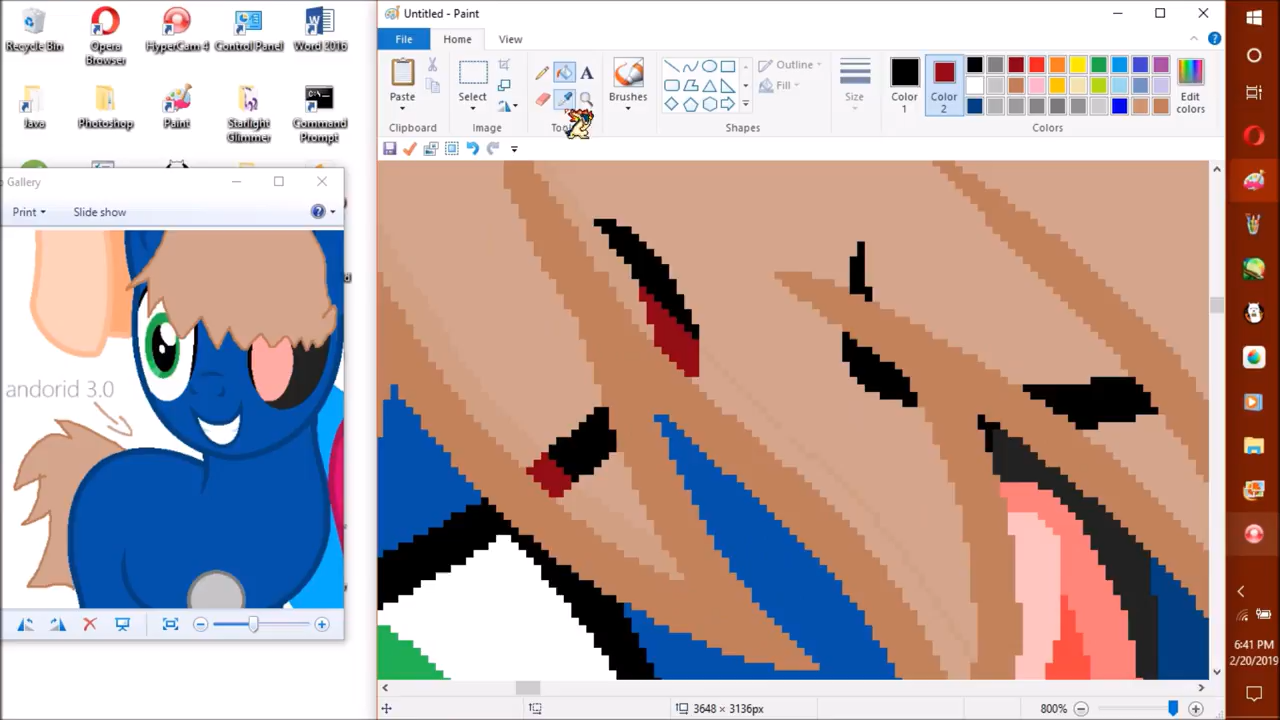 Recycle Bin
Opera Browser
HyperCam 4
Control Panel
Word 2016
Java
Photoshop
Paint
Starlight Glimmer
Command Prompt
Gallery
Print
Slide show
andorid 3.0
Untitled - Paint
File
Home
View
Paste
Clipboard
Select
Image
A
Brushes
Shapes
Outline
Fill
Size
Color 1
Color 2
Colors
Edit colors
3648 × 3136px
800%
6:41 PM
2/20/2019